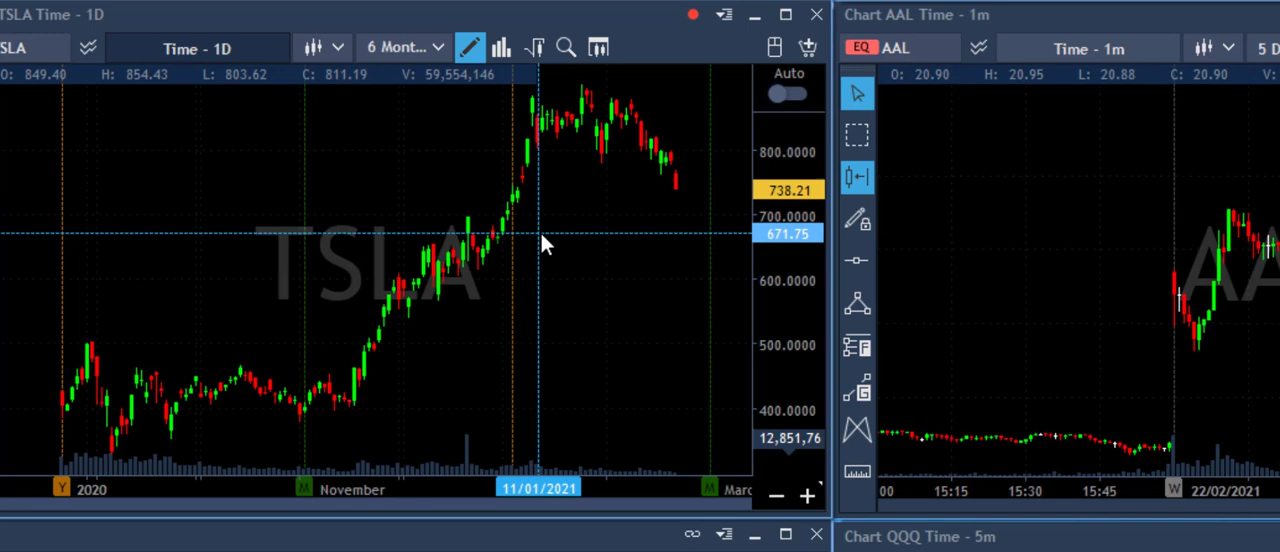 TSLA Time - 1D
SLA
Time - 1D
6 Mont...
O: 849.40 H: 854.43 L: 803.62 C: 811.19 V: 59,554,146
Auto
TSLA
800.0000
738.21
700.0000
671.75
600.0000
500.0000
400.0000
12,851,76
Y 2020 M November 11/01/2021 M Marc
Chart AAL Time - 1m
EQ AAL
Time - 1m
5 D
O: 20.90 H: 20.95 L: 20.88 C: 20.90
AA
F
G
00 15:15 15:30 15:45 W 22/02/2021
Chart QQQ Time - 5m